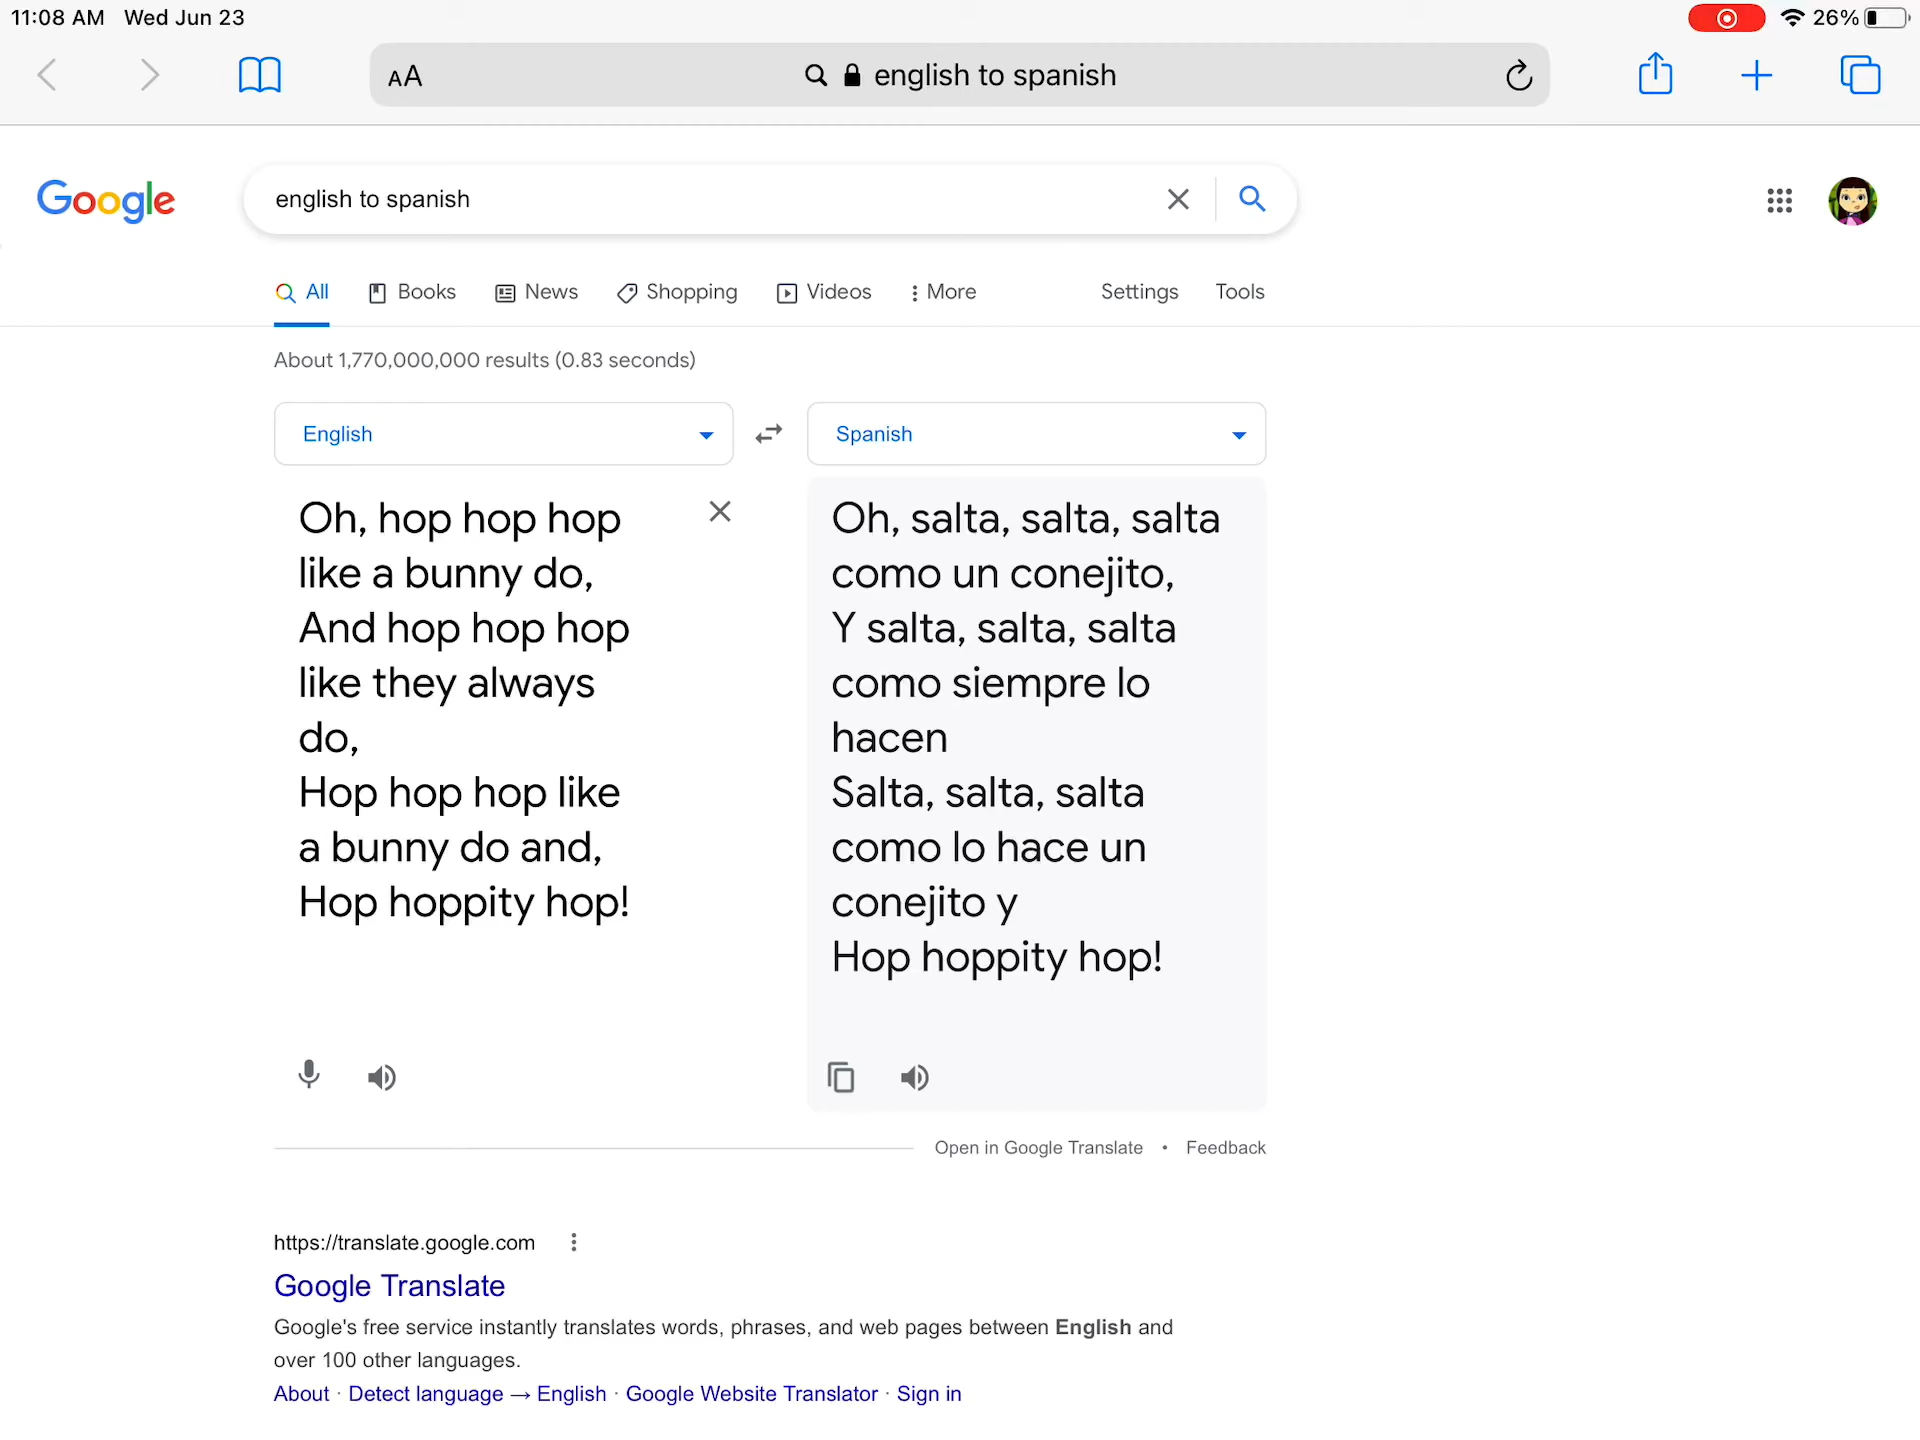 11:08 AM Wed Jun 23
26%
AA
english to spanish
Google
english to spanish
All Books News Shopping Videos More Settings Tools
About 1,770,000,000 results (0.83 seconds)
English
Spanish
Oh, hop hop hop
like a bunny do,
And hop hop hop
like they always
do,
Hop hop hop like
a bunny do and,
Hop hoppity hop!
Oh, salta, salta, salta
como un conejito,
Y salta, salta, salta
como siempre lo
hacen
Salta, salta, salta
como lo hace un
conejito y
Hop hoppity hop!
Open in Google Translate • Feedback
https://translate.google.com
Google Translate
Google's free service instantly translates words, phrases, and web pages between English and
over 100 other languages.
About · Detect language → English · Google Website Translator · Sign in